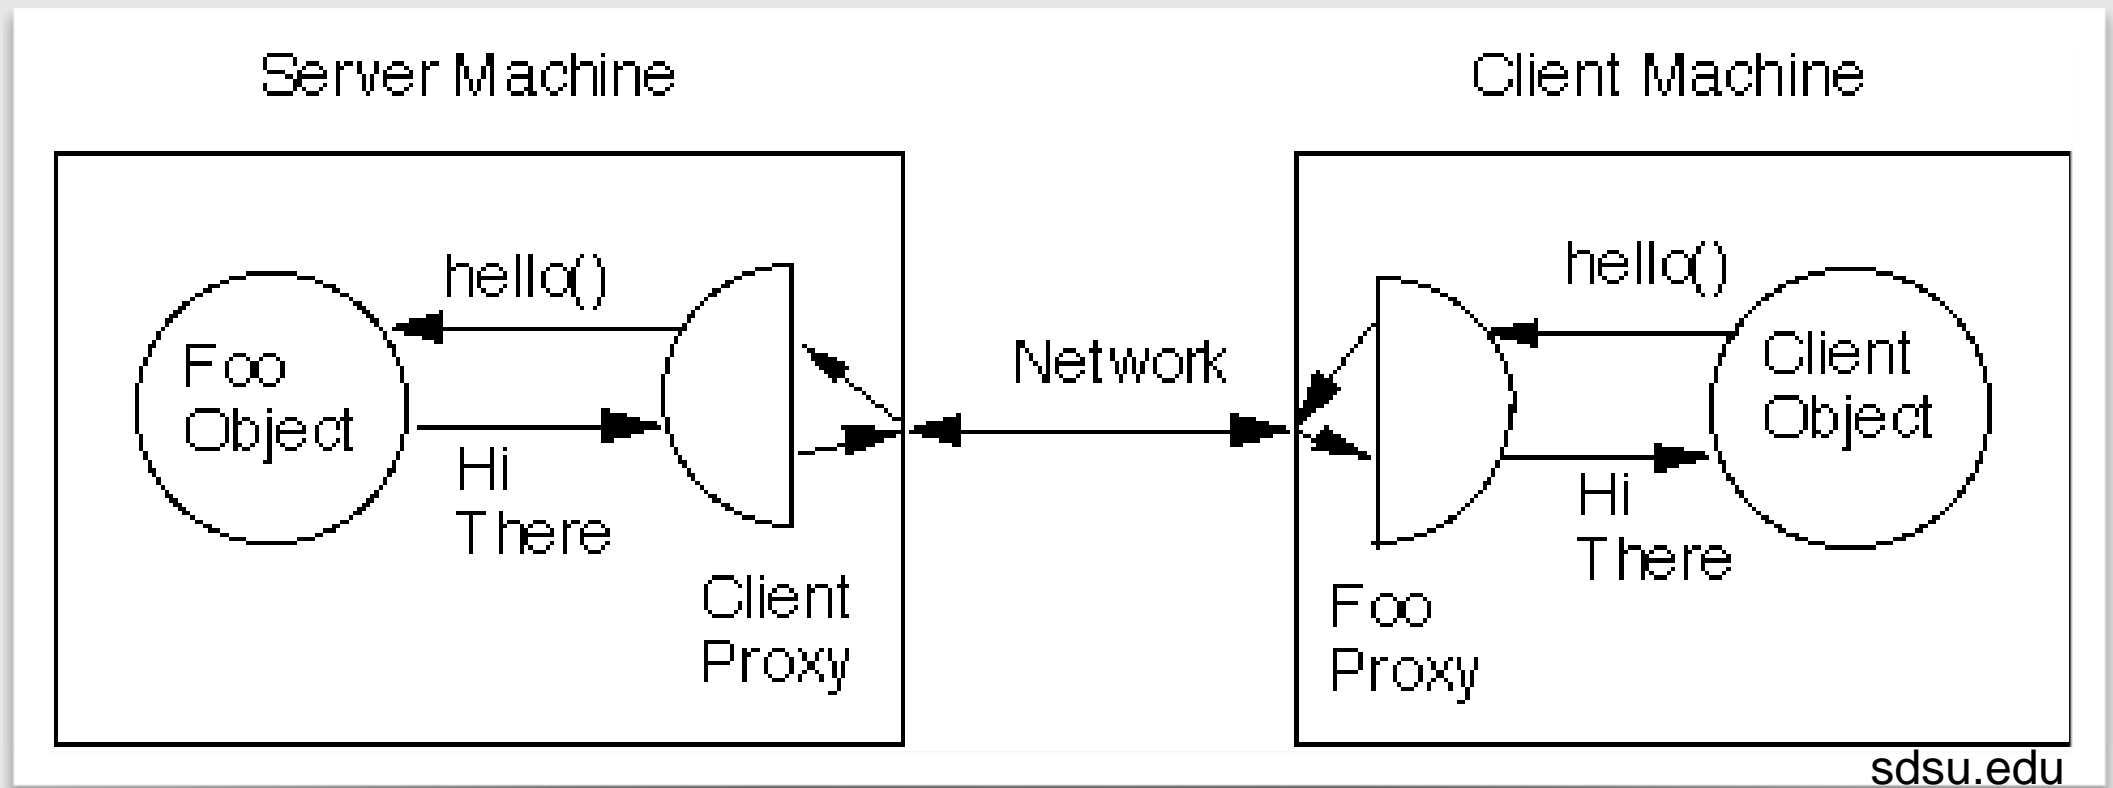 Server Machine
Client Machine
hello()
Foo
Object
Hi
There
Client
Proxy
Network
hello()
Client
Object
Hi
There
Foo
Proxy
sdsu.edu